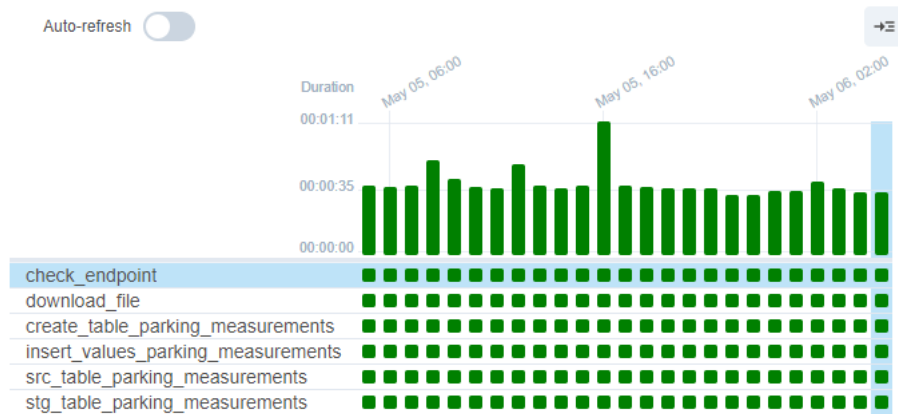 Auto-refresh
Duration
May 05, 06:00
May 05, 16:00
May 06, 02:00
00:01:11
00:00:35
00:00:00
check_endpoint
download_file
create_table_parking_measurements
insert_values_parking_measurements
src_table_parking_measurements
stg_table_parking_measurements